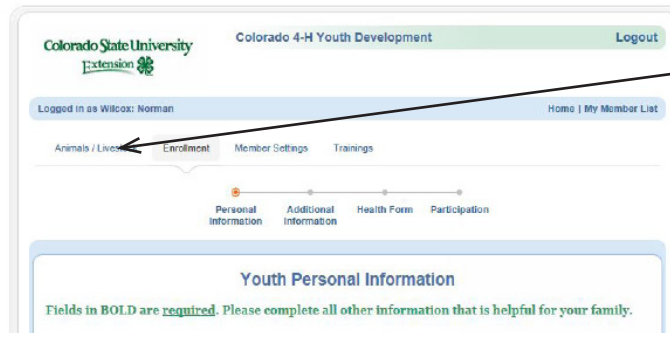 Colorado State University
Extension
Colorado 4-H Youth Development
Logout
Logged in as Wilcox: Norman
Home | My Member List
Animals / Enrollment Member Settings Trainings
Personal Information
Additional Information
Health Form
Participation
Youth Personal Information
Fields in BOLD are required. Please complete all other information that is helpful for your family.